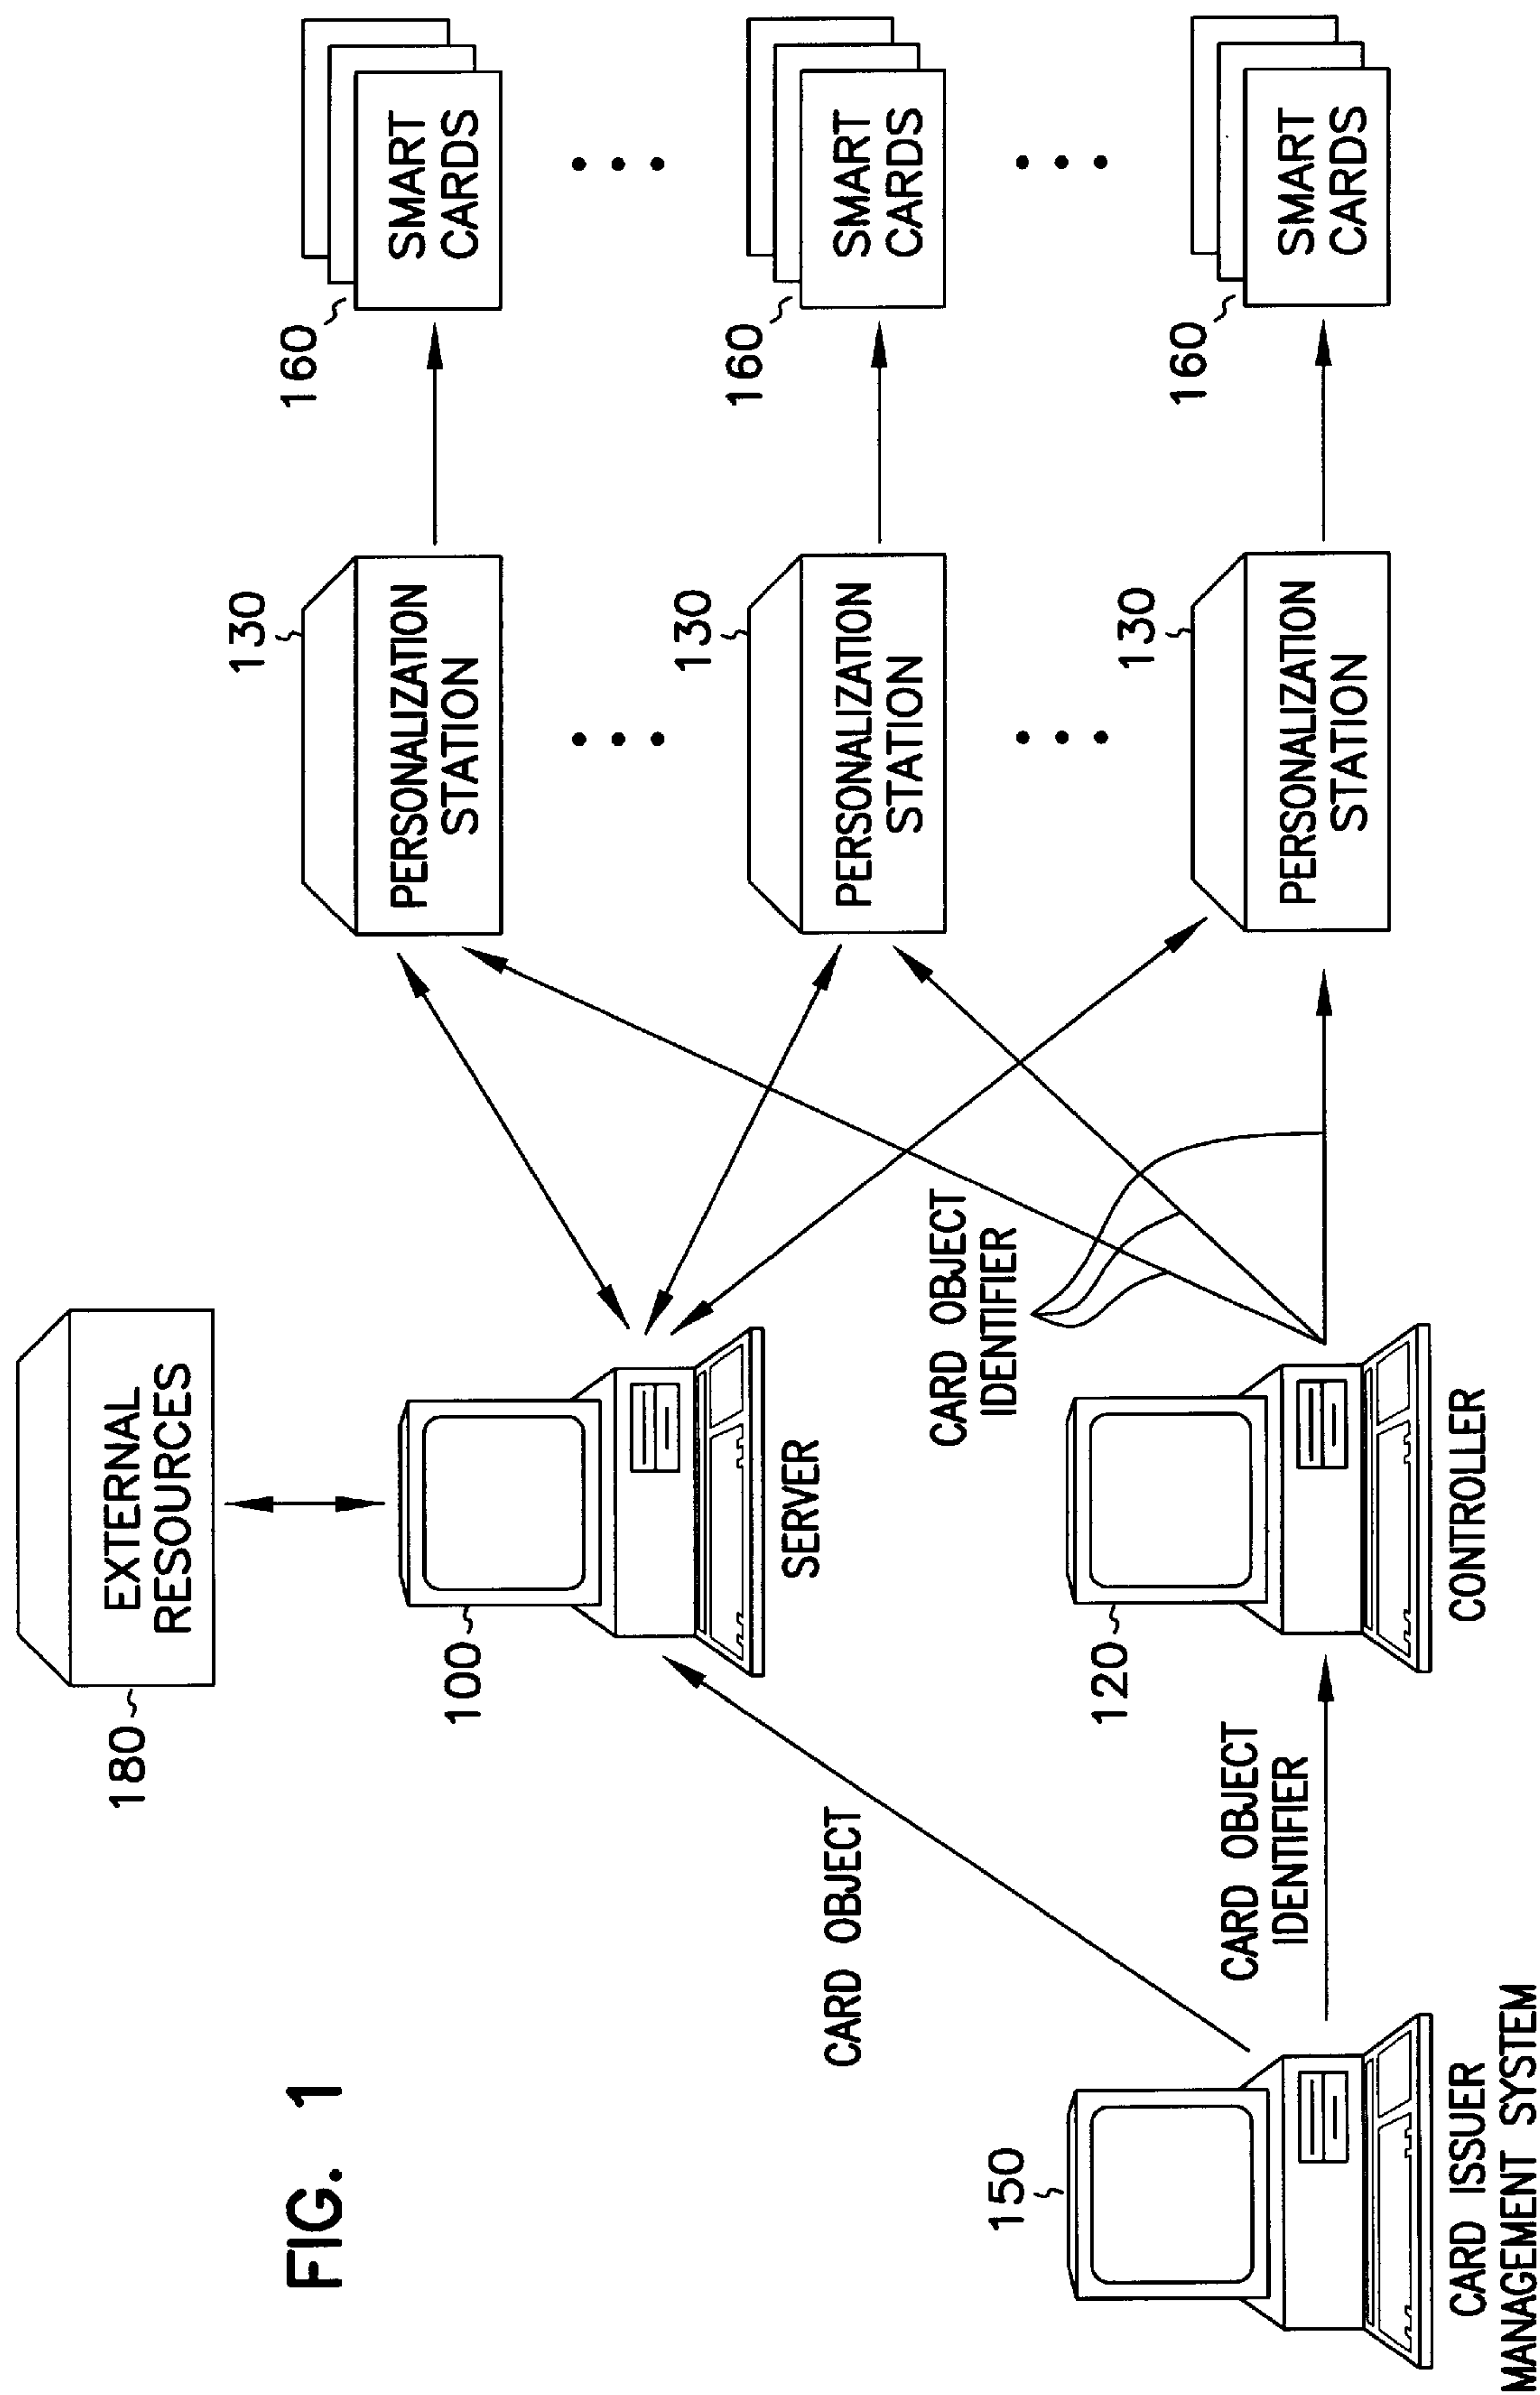 FIG. 1
180
EXTERNAL
RESOURCES
100
SERVER
CARD OBJECT
150
CARD ISSUER
MANAGEMENT SYSTEM
CARD OBJECT
IDENTIFIER
120
CONTROLLER
CARD OBJECT
IDENTIFIER
130
PERSONALIZATION
STATION
160
SMART
CARDS
130
PERSONALIZATION
STATION
160
SMART
CARDS
130
PERSONALIZATION
STATION
160
SMART
CARDS